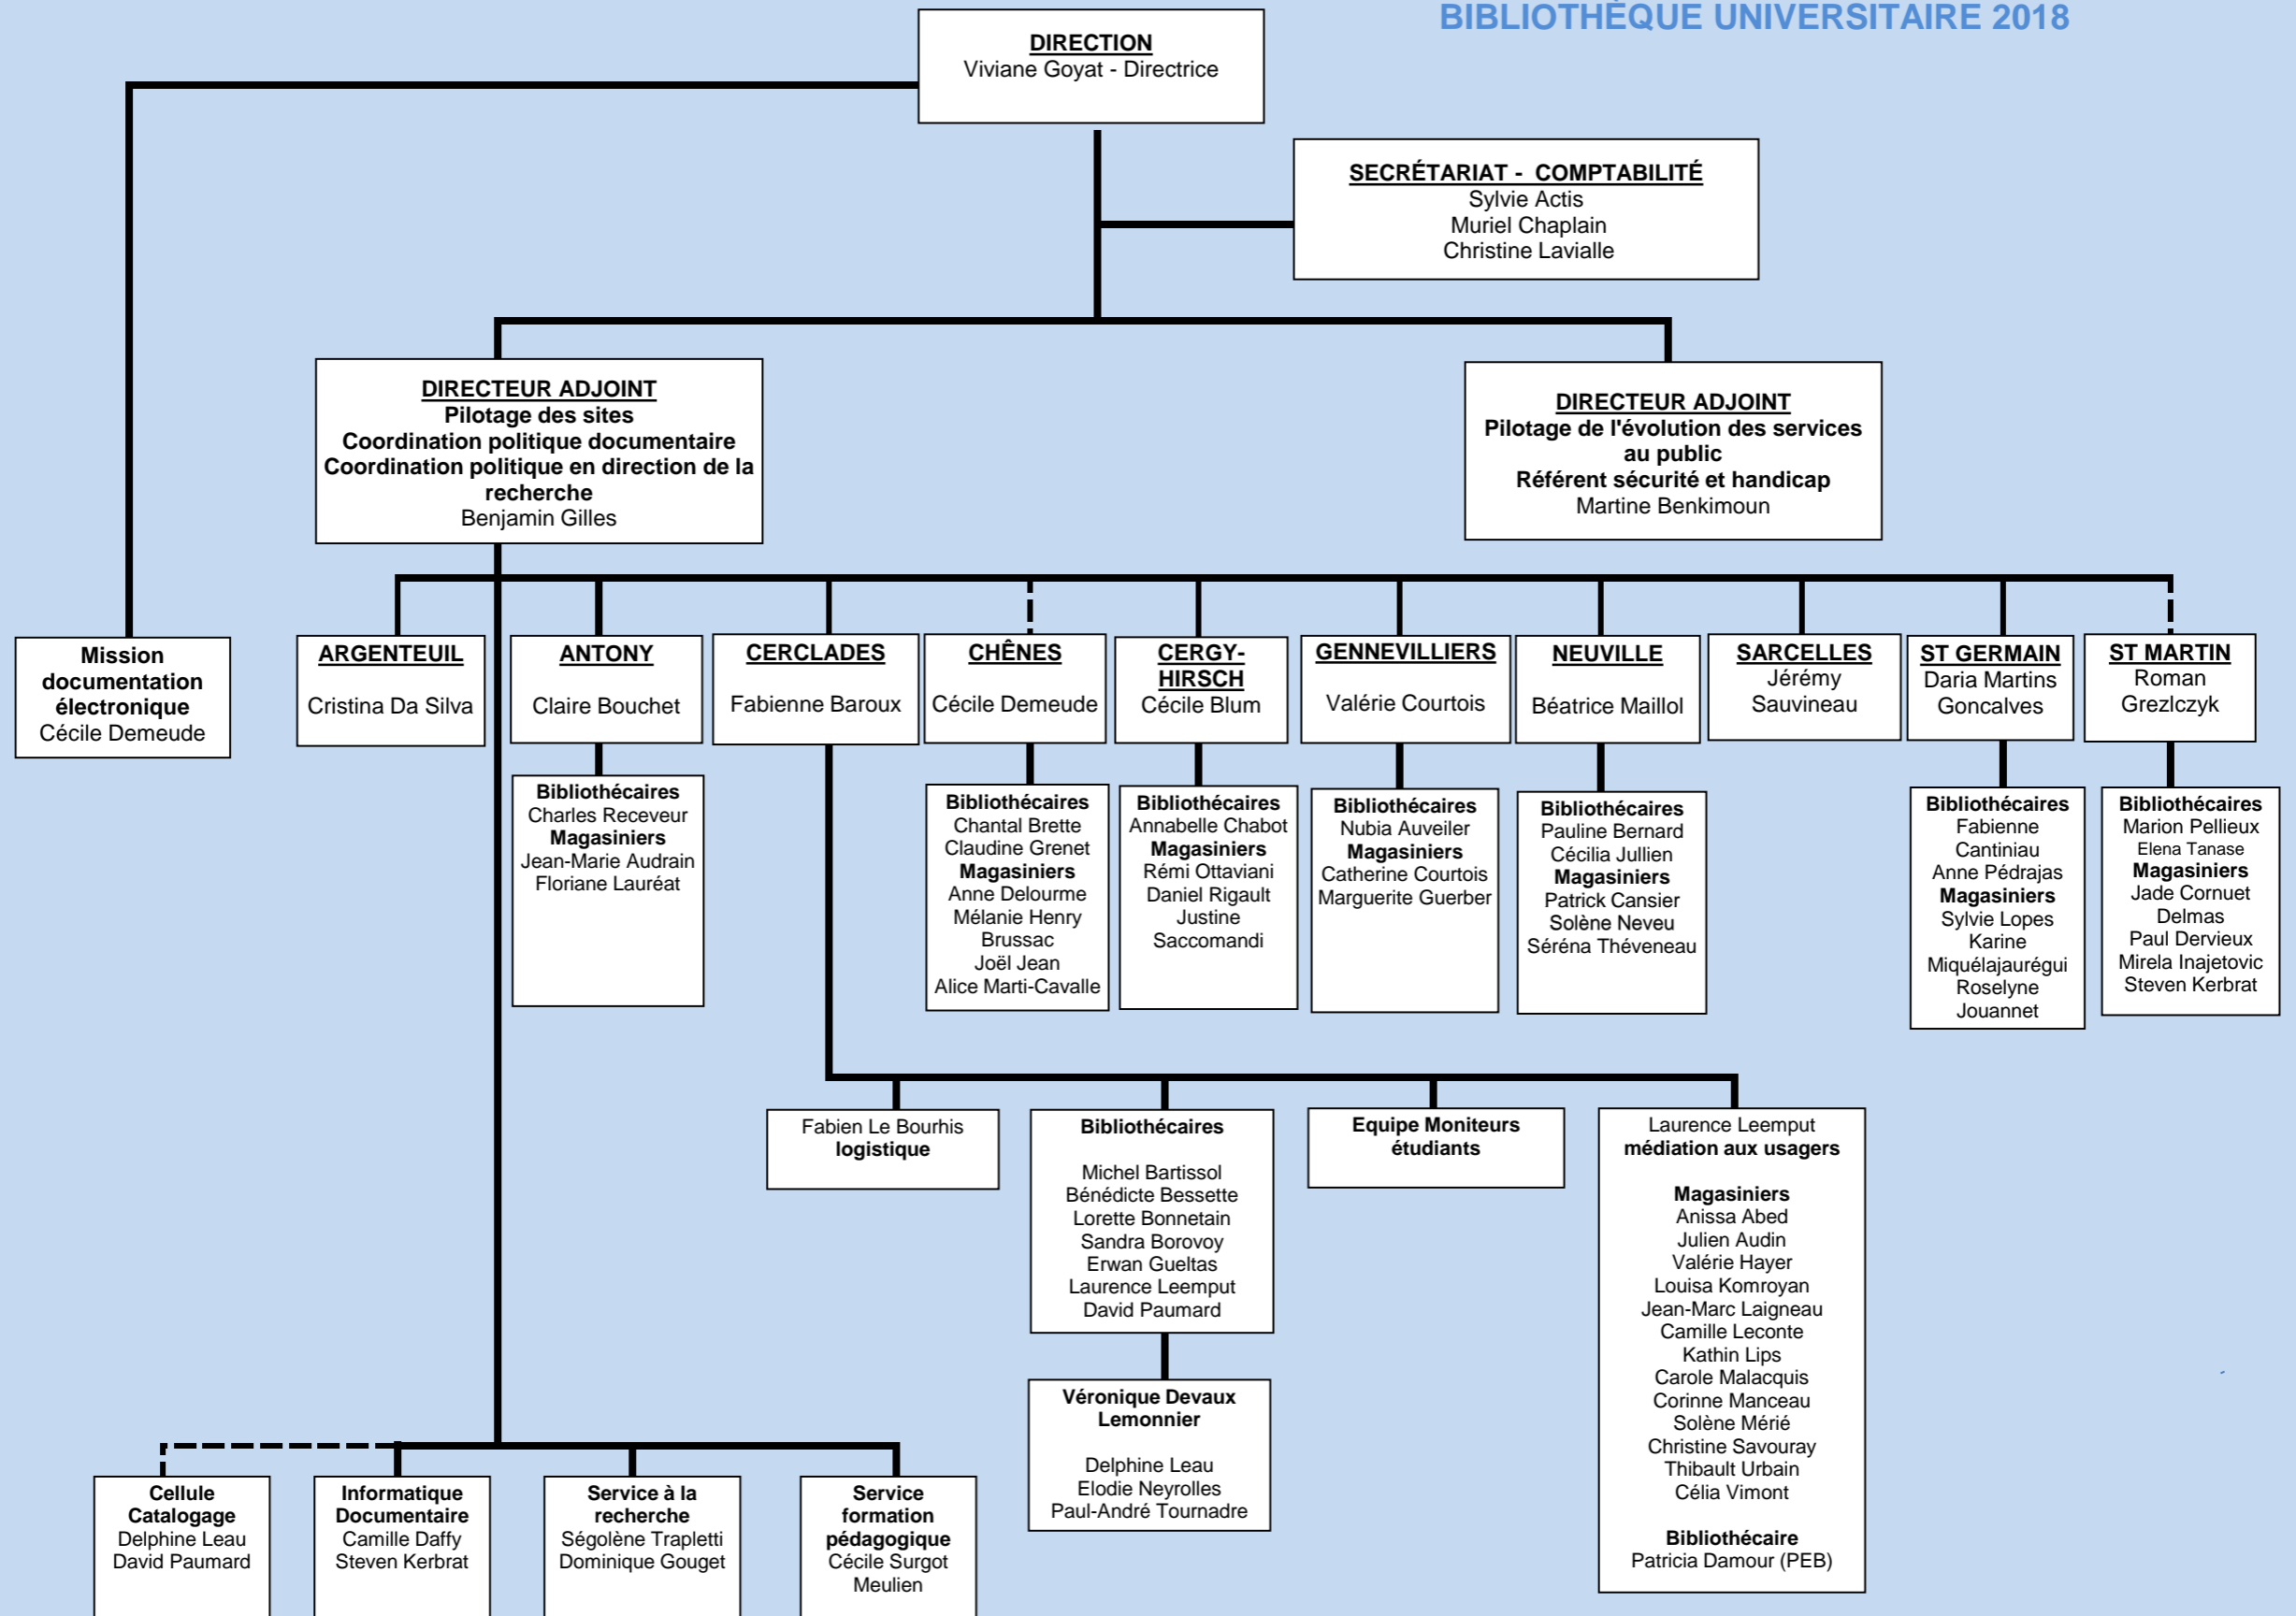 BIBLIOTHÈQUE UNIVERSITAIRE 2018
DIRECTION
Viviane Goyat - Directrice
SECRÉTARIAT - COMPTABILITÉ
Sylvie Actis
Muriel Chaplain
Christine Lavialle
DIRECTEUR ADJOINT
Pilotage des sites
Coordination politique documentaire
Coordination politique en direction de la
recherche
Benjamin Gilles
DIRECTEUR ADJOINT
Pilotage de l'évolution des services
au public
Référent sécurité et handicap
Martine Benkimoun
Mission
documentation
électronique
Cécile Demeude
ARGENTEUIL
Cristina Da Silva
ANTONY
Claire Bouchet
CERCLADES
Fabienne Baroux
CHÊNES
Cécile Demeude
CERGY-
HIRSCH
Cécile Blum
GENNEVILLIERS
Valérie Courtois
NEUVILLE
Béatrice Maillol
SARCELLES
Jérémy
Sauvineau
ST GERMAIN
Daria Martins
Goncalves
ST MARTIN
Roman
Grezlczyk
Bibliothécaires
Charles Receveur
Magasiniers
Jean-Marie Audrain
Floriane Lauréat
Bibliothécaires
Chantal Brette
Claudine Grenet
Magasiniers
Anne Delourme
Mélanie Henry
Brussac
Joël Jean
Alice Marti-Cavalle
Bibliothécaires
Annabelle Chabot
Magasiniers
Rémi Ottaviani
Daniel Rigault
Justine
Saccomandi
Bibliothécaires
Nubia Auveiler
Magasiniers
Catherine Courtois
Marguerite Guerber
Bibliothécaires
Pauline Bernard
Cécilia Jullien
Magasiniers
Patrick Cansier
Solène Neveu
Séréna Théveneau
Bibliothécaires
Fabienne
Cantiniau
Anne Pédrajas
Magasiniers
Sylvie Lopes
Karine
Miquélajaurégui
Roselyne
Jouannet
Bibliothécaires
Marion Pellieux
Elena Tanase
Magasiniers
Jade Cornuet
Delmas
Paul Dervieux
Mirela Inajetovic
Steven Kerbrat
Fabien Le Bourhis
logistique
Bibliothécaires
Michel Bartissol
Bénédicte Bessette
Lorette Bonnetain
Sandra Borovoy
Erwan Gueltas
Laurence Leemput
David Paumard
Equipe Moniteurs
étudiants
Laurence Leemput
médiation aux usagers
Magasiniers
Anissa Abed
Julien Audin
Valérie Hayer
Louisa Komroyan
Jean-Marc Laigneau
Camille Leconte
Kathin Lips
Carole Malacquis
Corinne Manceau
Solène Mérié
Christine Savouray
Thibault Urbain
Célia Vimont
Bibliothécaire
Patricia Damour (PEB)
Véronique Devaux
Lemonnier
Delphine Leau
Elodie Neyrolles
Paul-André Tournadre
Cellule
Catalogage
Delphine Leau
David Paumard
Informatique
Documentaire
Camille Daffy
Steven Kerbrat
Service à la
recherche
Ségolène Trapletti
Dominique Gouget
Service
formation
pédagogique
Cécile Surgot
Meulien